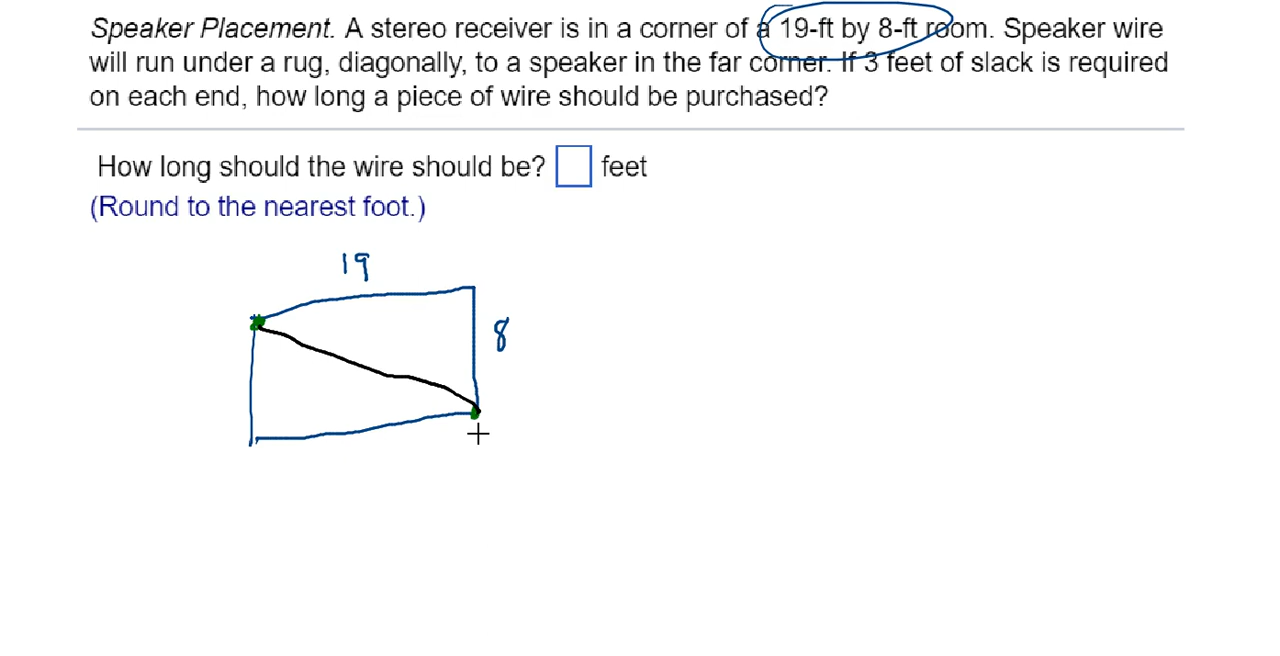 Speaker Placement. A stereo receiver is in a corner of a 19-ft by 8-ft room. Speaker wire
will run under a rug, diagonally, to a speaker in the far corner. If 3 feet of slack is required
on each end, how long a piece of wire should be purchased?
How long should the wire should be? feet
(Round to the nearest foot.)
19
8